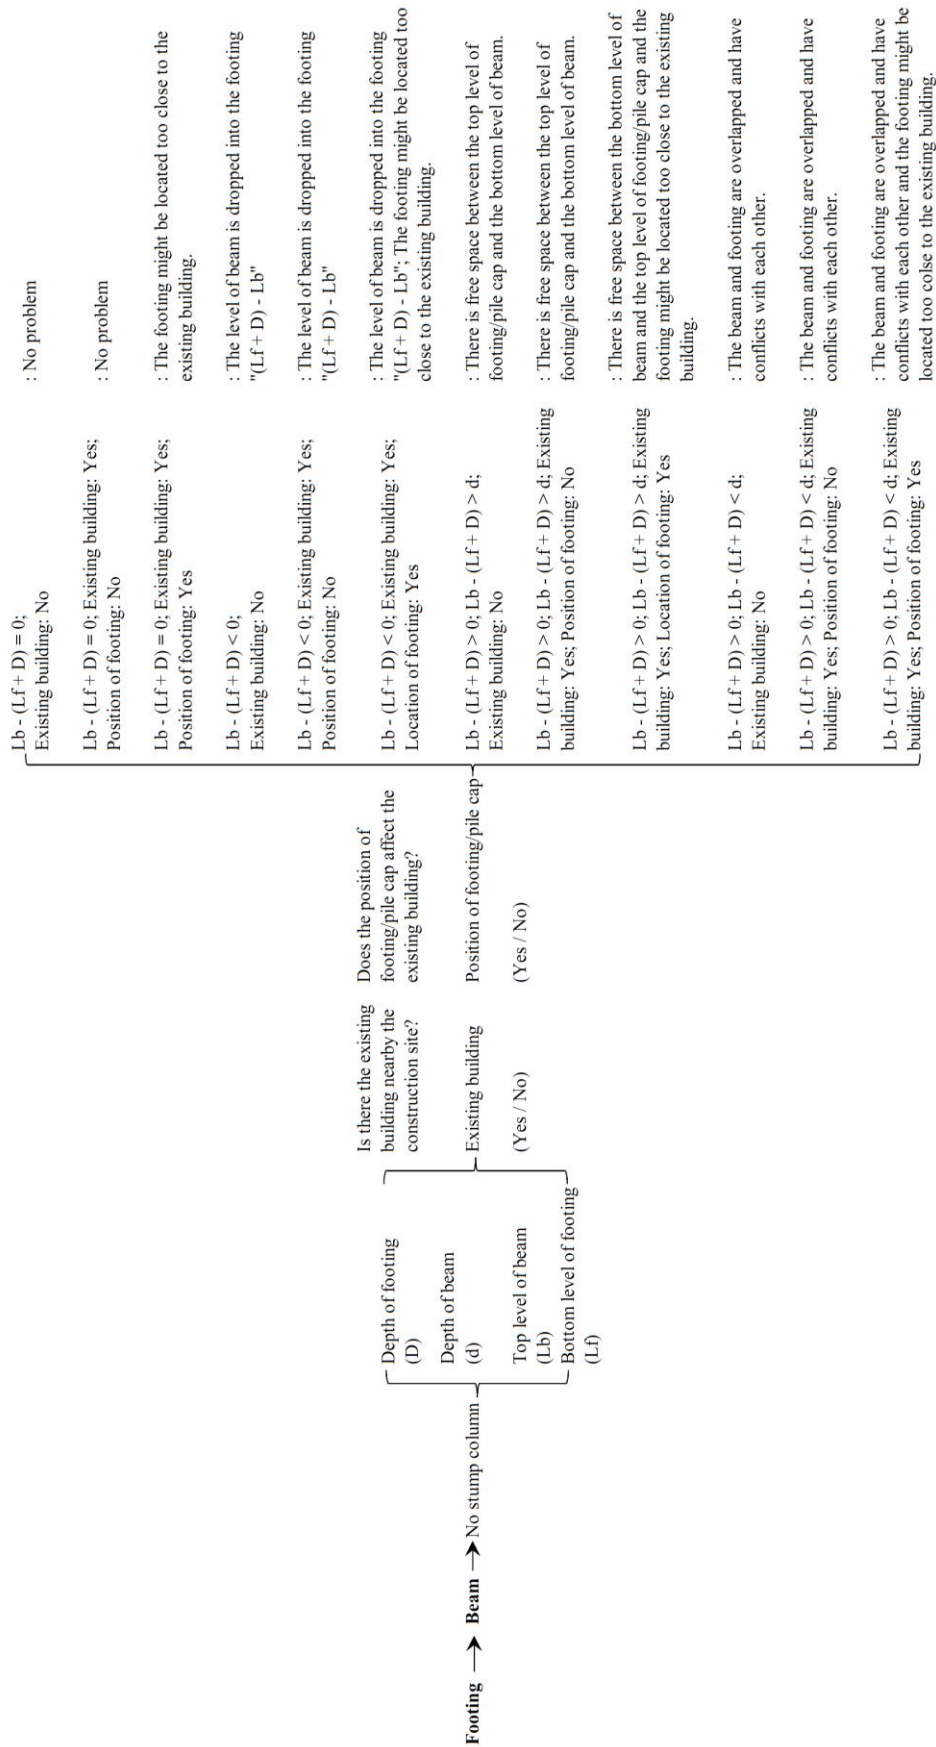 Footing → Beam → No stump column
Depth of footing
(D)
Depth of beam
(d)
Top level of beam
(Lb)
Bottom level of footing
(Lf)
Is there the existing
building nearby the
construction site?
Existing building
(Yes / No)
Does the position of
footing/pile cap affect the
existing building?
Position of footing/pile cap
(Yes / No)
Lb - (Lf + D) = 0;
Existing building: No
: No problem
Lb - (Lf + D) = 0; Existing building: Yes;
Position of footing: No
: No problem
Lb - (Lf + D) = 0; Existing building: Yes;
Position of footing: Yes
: The footing might be located too close to the
existing building.
Lb - (Lf + D) < 0;
Existing building: No
: The level of beam is dropped into the footing
"(Lf + D) - Lb"
Lb - (Lf + D) < 0; Existing building: Yes;
Position of footing: No
: The level of beam is dropped into the footing
"(Lf + D) - Lb"
Lb - (Lf + D) < 0; Existing building: Yes;
Location of footing: Yes
: The level of beam is dropped into the footing
"(Lf + D) - Lb"; The footing might be located too
close to the existing building.
Lb - (Lf + D) > 0; Lb - (Lf + D) > d;
Existing building: No
: There is free space between the top level of
footing/pile cap and the bottom level of beam.
Lb - (Lf + D) > 0; Lb - (Lf + D) > d; Existing
building: Yes; Position of footing: No
: There is free space between the top level of
footing/pile cap and the bottom level of beam.
Lb - (Lf + D) > 0; Lb - (Lf + D) > d; Existing
building: Yes; Location of footing: Yes
: There is free space between the bottom level of
beam and the top level of footing/pile cap and the
footing might be located too close to the existing
building.
Lb - (Lf + D) > 0; Lb - (Lf + D) < d;
Existing building: No
: The beam and footing are overlapped and have
conflicts with each other.
Lb - (Lf + D) > 0; Lb - (Lf + D) < d; Existing
building: Yes; Position of footing: No
: The beam and footing are overlapped and have
conflicts with each other.
Lb - (Lf + D) > 0; Lb - (Lf + D) < d; Existing
building: Yes; Position of footing: Yes
: The beam and footing are overlapped and have
conflicts with each other and the footing might be
located too colse to the existing building.